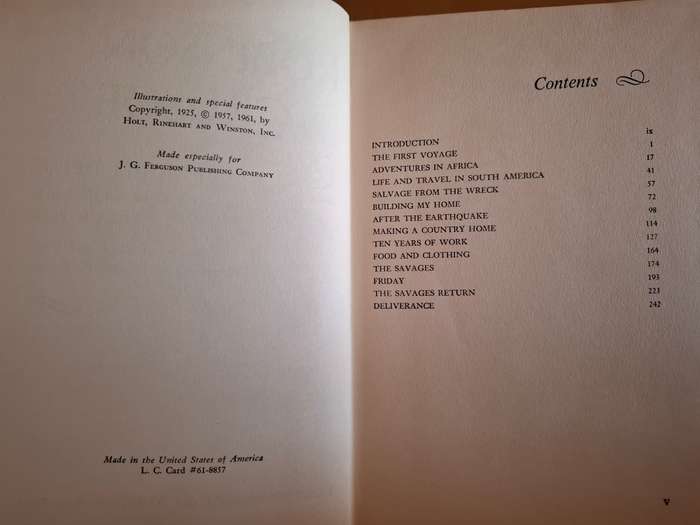 Illustrations and special features
Copyright, 1925, © 1957, 1961, by
Holt, Rinehart and Winston, Inc.
Made especially for
J. G. Ferguson Publishing Company
Made in the United States of America
L. C. Card #61-8857
Contents
INTRODUCTION ix
THE FIRST VOYAGE 1
ADVENTURES IN AFRICA 17
LIFE AND TRAVEL IN SOUTH AMERICA 41
SALVAGE FROM THE WRECK 57
BUILDING MY HOME 72
AFTER THE EARTHQUAKE 98
MAKING A COUNTRY HOME 114
TEN YEARS OF WORK 127
FOOD AND CLOTHING 164
THE SAVAGES 174
FRIDAY 193
THE SAVAGES RETURN 223
DELIVERANCE 242
v